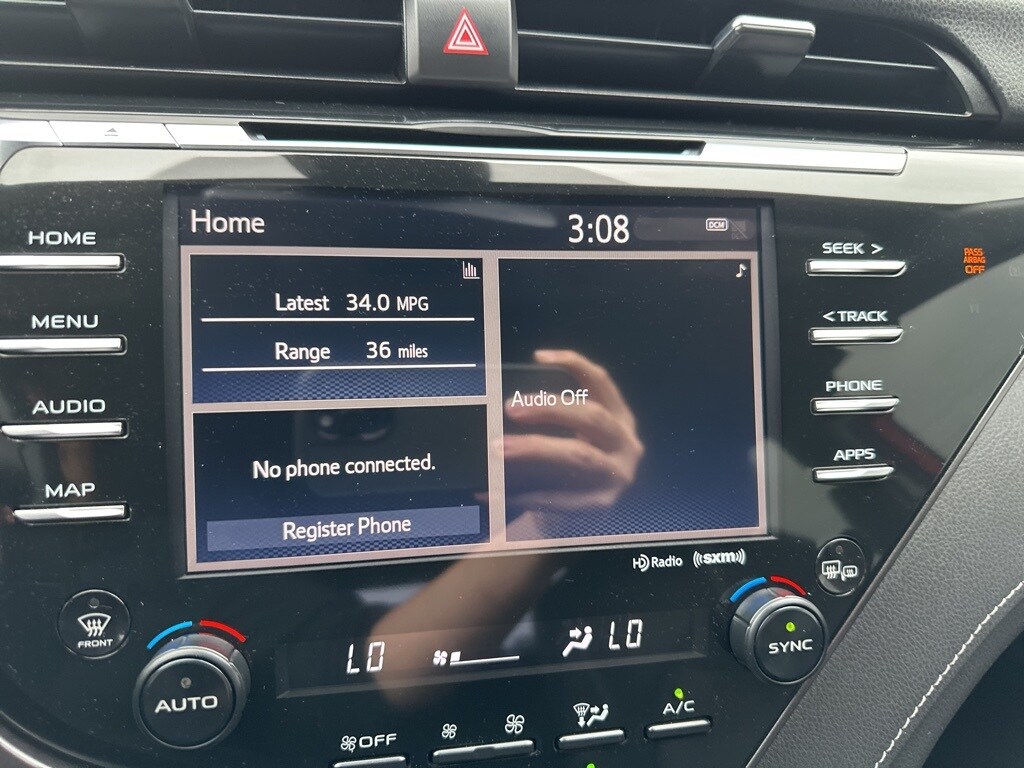 Home
3:08
DCM
HOME
MENU
AUDIO
MAP
Latest 34.0 MPG
Range 36 miles
No phone connected.
Register Phone
Audio Off
SEEK >
< TRACK
PHONE
APPS
PASS
AIRBAG
OFF
HD Radio
((sxm))
FRONT
AUTO
LO
LO
SYNC
OFF
A/C